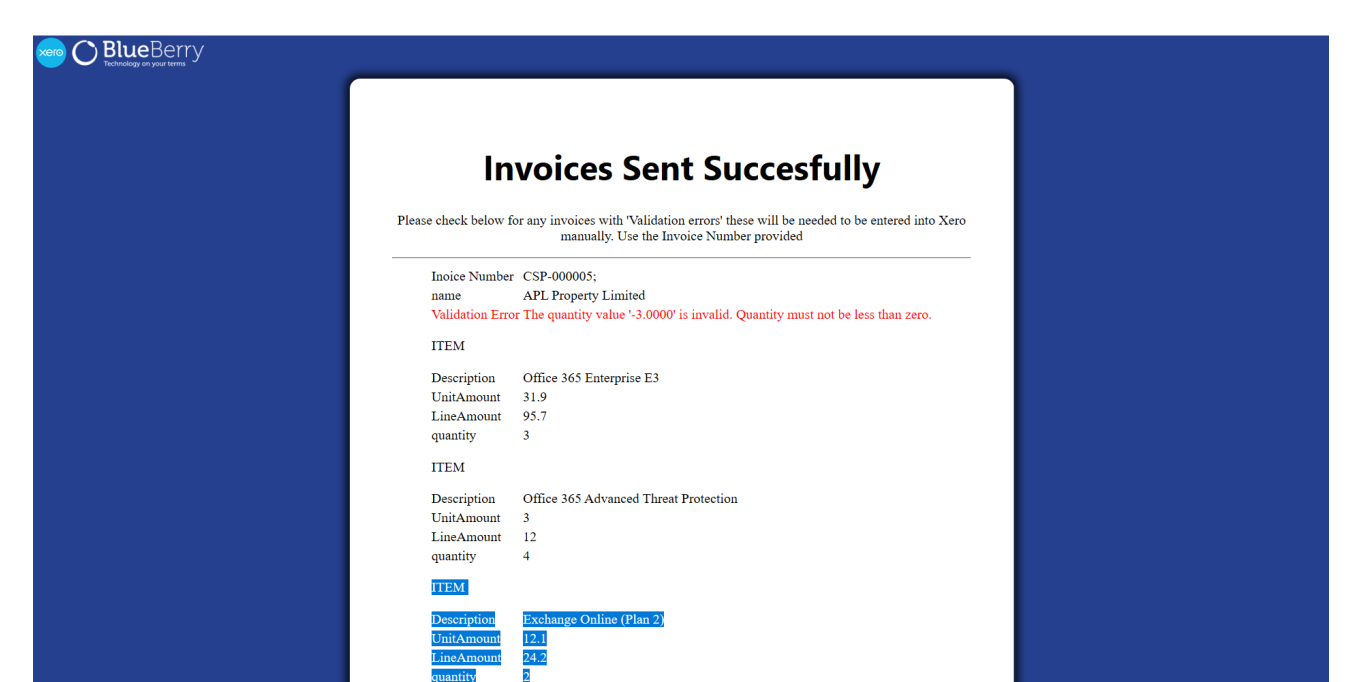 xero BlueBerry
Technology on your terms
Invoices Sent Succesfully
Please check below for any invoices with 'Validation errors' these will be needed to be entered into Xero
manually. Use the Invoice Number provided
Inoice Number CSP-000005;
name APL Property Limited
Validation Error The quantity value '-3.0000' is invalid. Quantity must not be less than zero.
ITEM
Description Office 365 Enterprise E3
UnitAmount 31.9
LineAmount 95.7
quantity 3
ITEM
Description Office 365 Advanced Threat Protection
UnitAmount 3
LineAmount 12
quantity 4
ITEM
Description Exchange Online (Plan 2)
UnitAmount 12.1
LineAmount 24.2
quantity 2